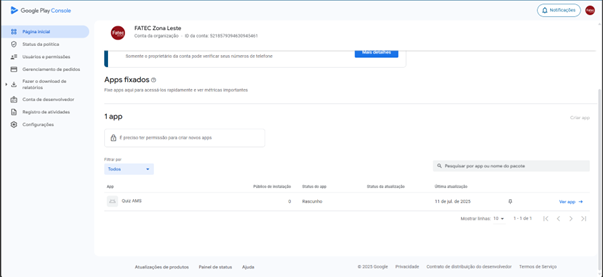 Google Play Console
Notificações
Fatec
Página inicial
Status da política
Usuários e permissões
Gerenciamento de pedidos
Fazer o download de
relatórios
Conta de desenvolvedor
Registro de atividades
Configurações
FATEC Zona Leste
Conta da organização · ID da conta:
Somente o proprietário da conta pode verificar seus números de telefone
Mais detalhes
Apps fixados
Fixe apps aqui para acessá-los rapidamente e ver métricas importantes
1 app
Criar app
É preciso ter permissão para criar novos apps
Filtrar por
Todos
Pesquisar por app ou nome do pacote
App Público de instalação Status do app Status da atualização Última atualização
Quiz AMS 0 Rascunho 11 de jul. de 2025 Ver app
Mostrar linhas: 10 1 - 1 de 1
Atualizações de produtos Painel de status Ajuda © 2025 Google Privacidade Contrato de distribuição do desenvolvedor Termos de Serviço